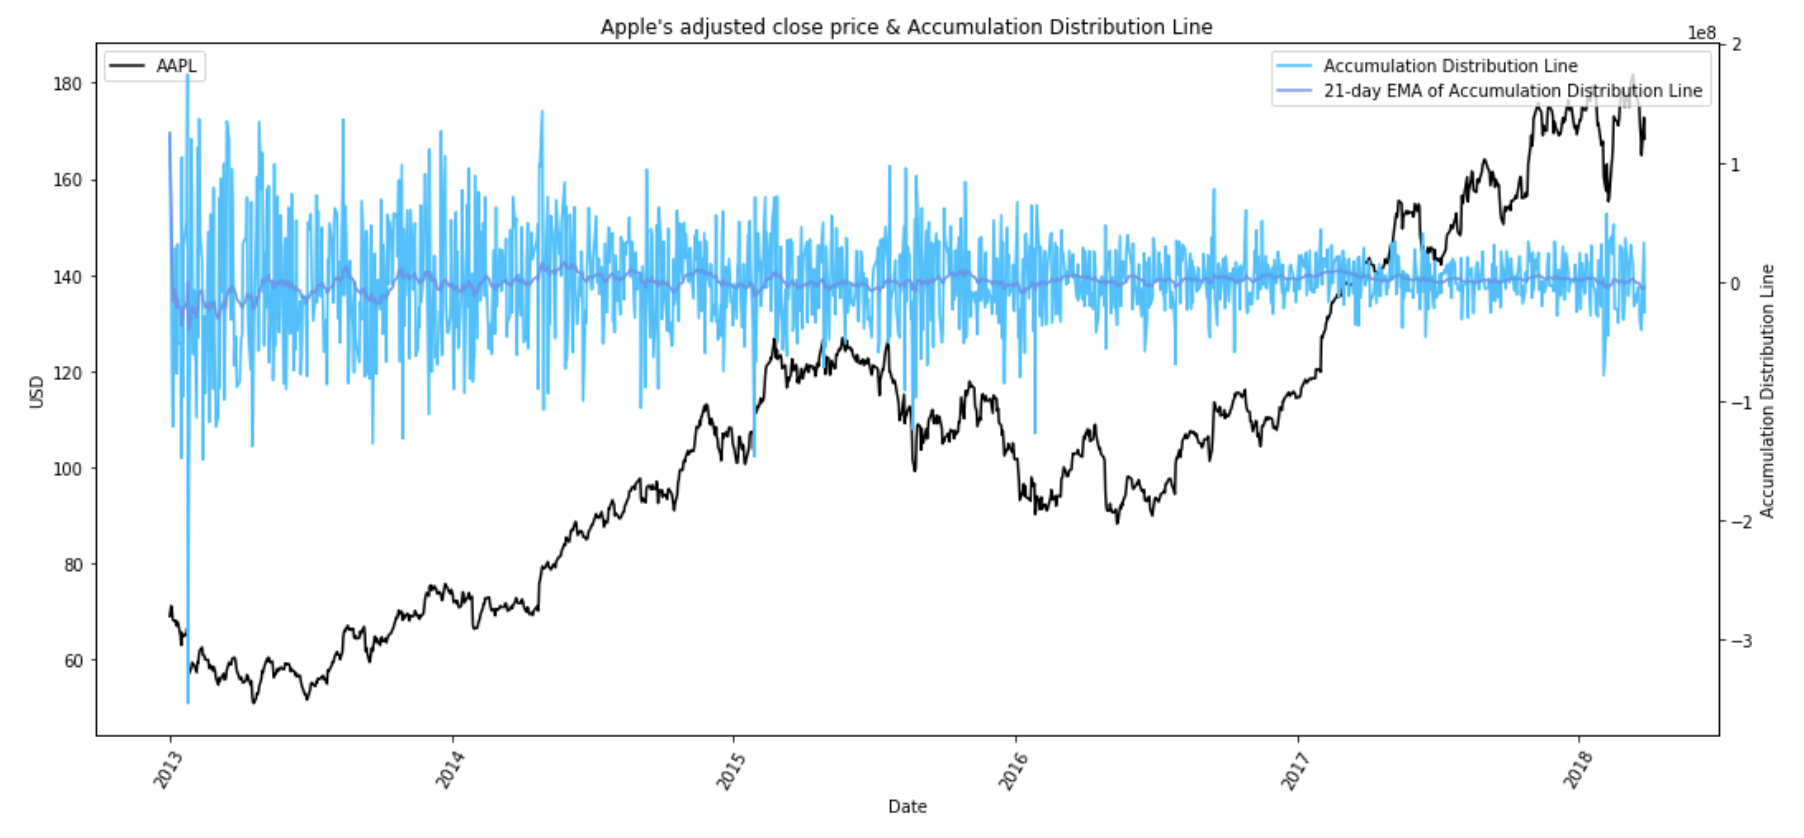 Apple's adjusted close price & Accumulation Distribution Line
1e8
AAPL
Accumulation Distribution Line
21-day EMA of Accumulation Distribution Line
180
160
140
120
100
80
60
USD
2
1
0
−1
−2
−3
Accumulation Distribution Line
2013
2014
2015
2016
2017
2018
Date